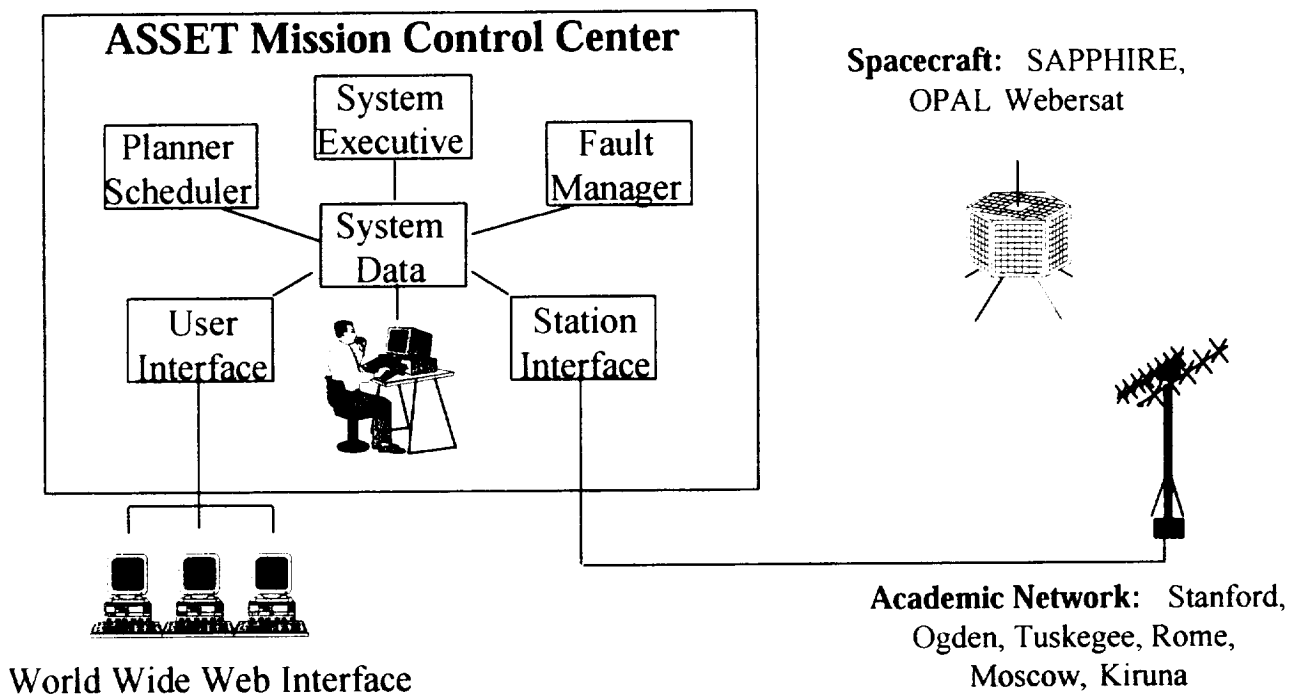 ASSET Mission Control Center
System
Executive
Planner
Scheduler
Fault
Manager
System
Data
User
Interface
Station
Interface
World Wide Web Interface
Spacecraft: SAPPHIRE,
OPAL Webersat
Academic Network: Stanford,
Ogden, Tuskegee, Rome,
Moscow, Kiruna